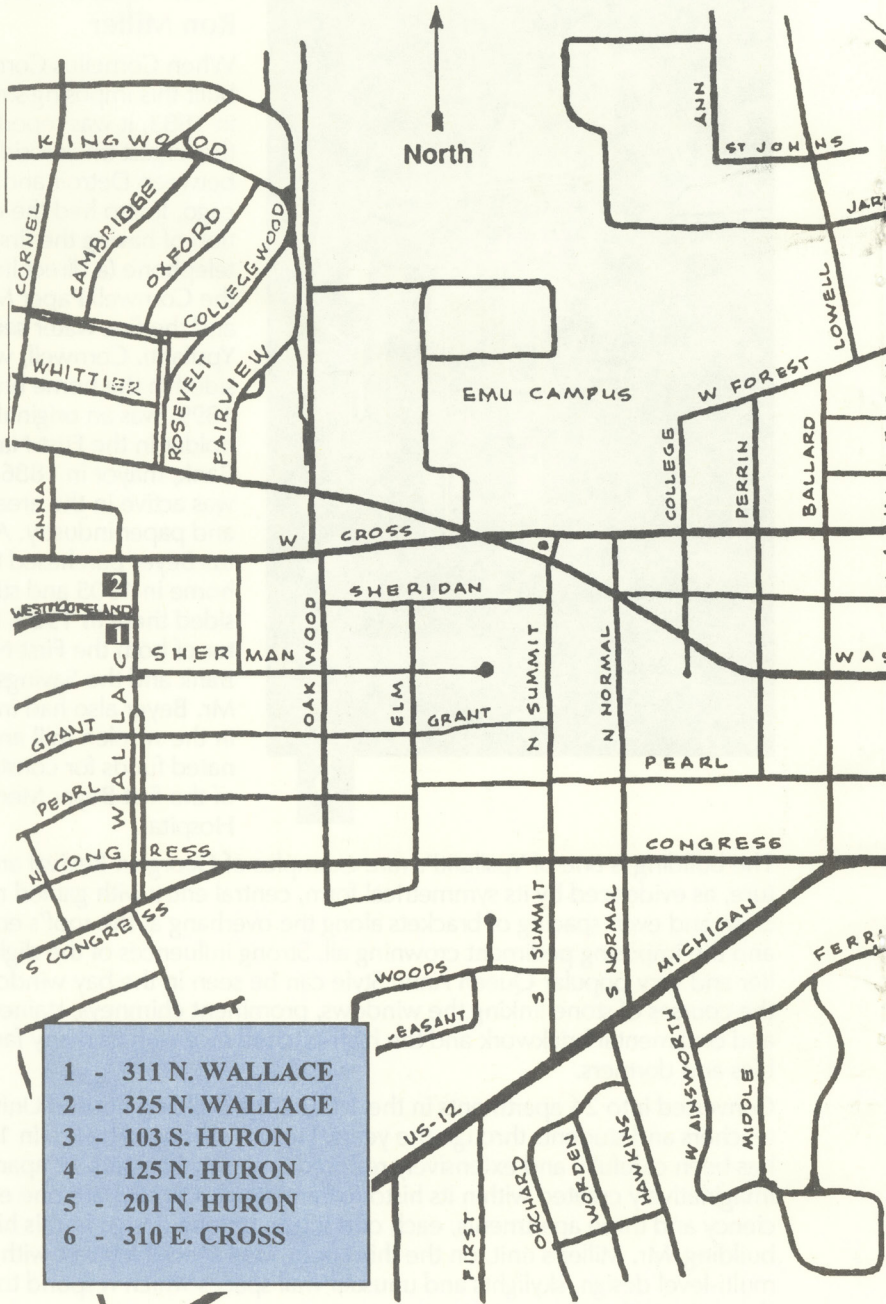 North
ANN
ST JOHNS
KINGWOOD
CORNEL
CAMBRIDGE
OXFORD
COLLEGEWOOD
LOWELL
WHITTIER
ROSEVELT
FAIRVIEW
EMU CAMPUS
W FOREST
COLLEGE
PERRIN
BALLARD
ANNA
W CROSS
2
WESTMOORELAND
1
SHERIDAN
SHERMAN
OAKWOOD
ELM
N SUMMIT
N NORMAL
WALLACE
GRANT
GRANT
PEARL
PEARL
N CONGRESS
CONGRESE
S CONGRESS
S SUMMIT
S NORMAL
MICHIGAN
WOODS
EASANT
W AINSWORTH
MIDDLE
US-12
FIRST
ORCHARD
WORDEN
HAWKINS
1 - 311 N. WALLACE
2 - 325 N. WALLACE
3 - 103 S. HURON
4 - 125 N. HURON
5 - 201 N. HURON
6 - 310 E. CROSS